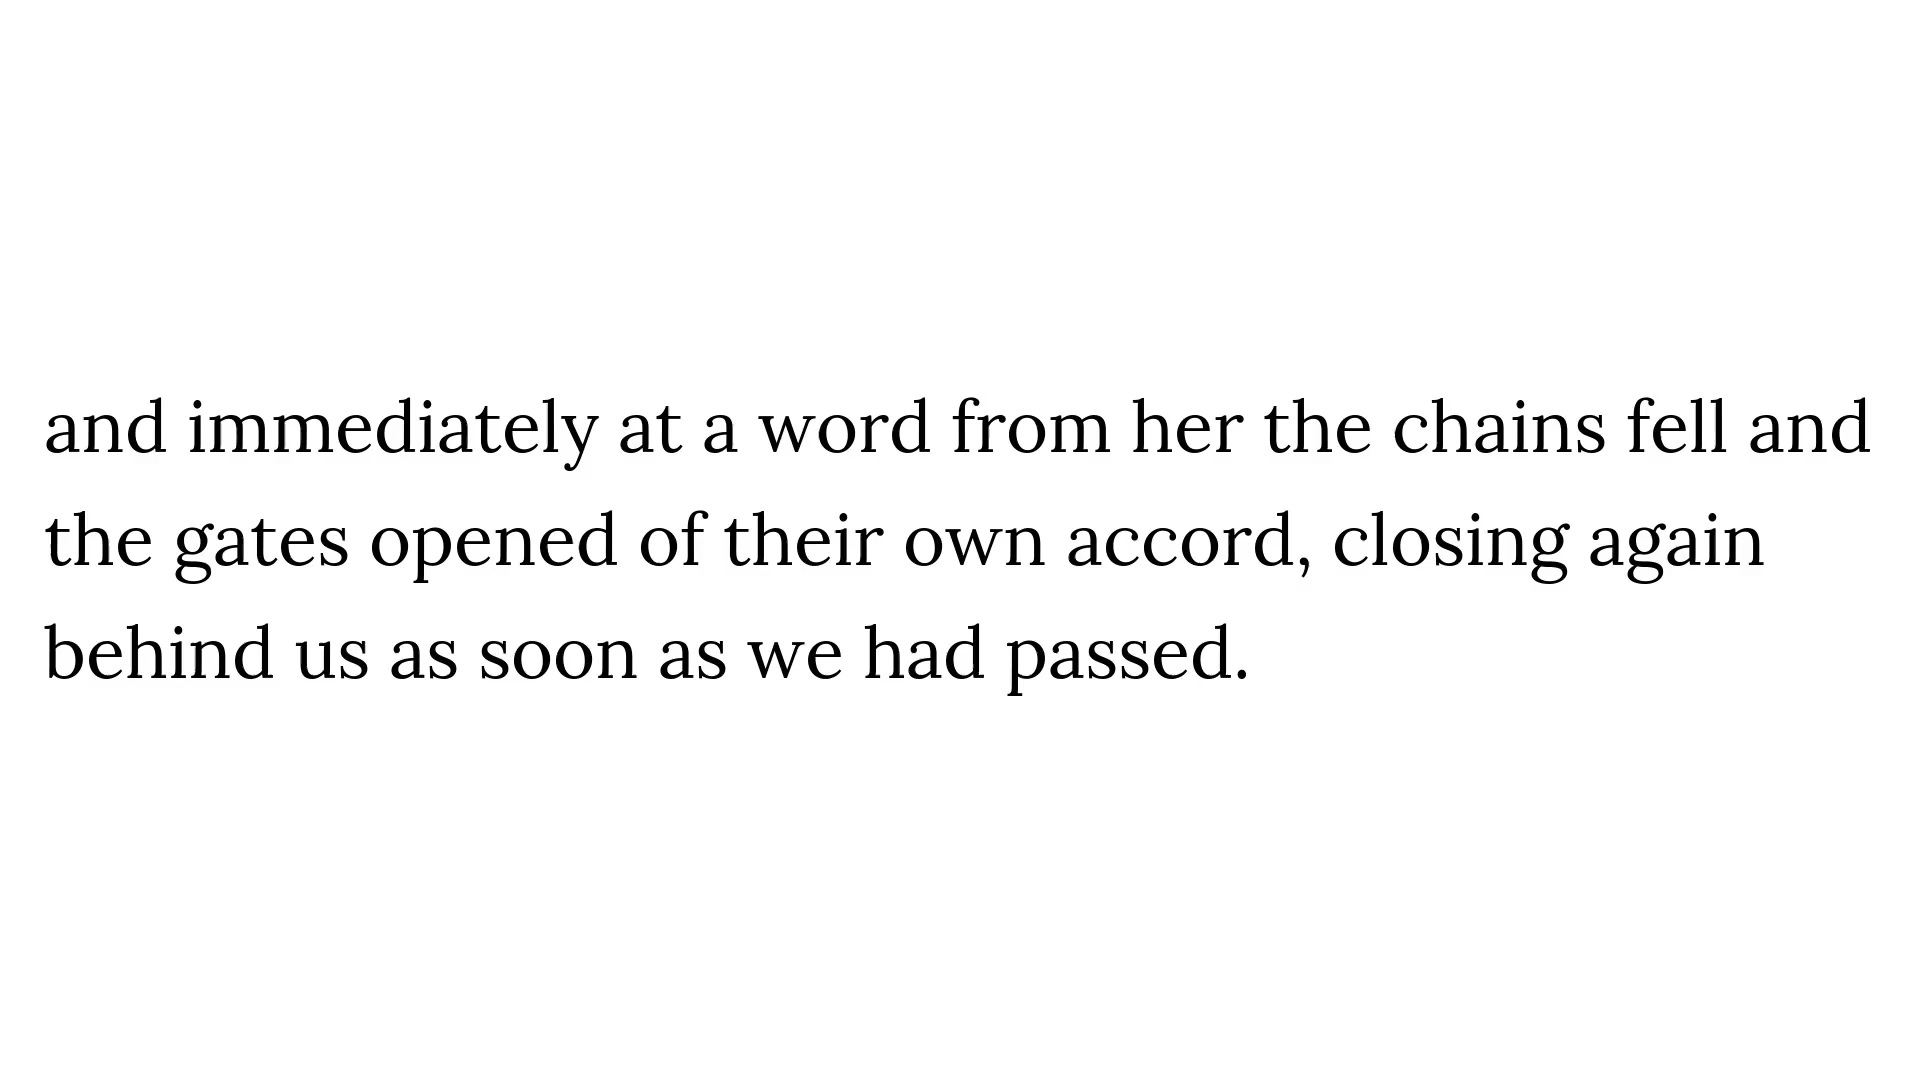 and immediately at a word from her the chains fell and
the gates opened of their own accord, closing again
behind us as soon as we had passed.